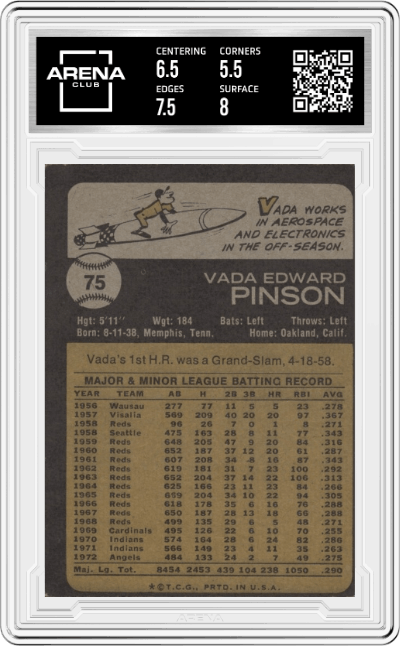 ARENA
CLUB
CENTERING CORNERS
6.5 5.5
EDGES SURFACE
7.5 8
VADA WORKS
IN AEROSPACE
AND ELECTRONICS
IN THE OFF-SEASON.
75
VADA EDWARD
PINSON
Hgt: 5'11" Wgt: 184 Bats: Left Throws: Left
Born: 8-11-38, Memphis, Tenn. Home: Oakland, Calif.
Vada's 1st H.R. was a Grand-Slam, 4-18-58.
MAJOR & MINOR LEAGUE BATTING RECORD
YEAR TEAM AB H 2B 3B HR RBI AVG
1956 Wausau 277 77 11 5 5 23 .278
1957 Visalia 569 209 40 20 20 97 .367
1958 Reds 96 26 7 0 1 8 .271
1958 Seattle 475 163 28 8 11 77 .343
1959 Reds 648 205 47 9 20 84 .316
1960 Reds 652 187 37 12 20 61 .287
1961 Reds 607 208 34 8 16 87 .343
1962 Reds 619 181 31 7 23 100 .292
1963 Reds 652 204 37 14 22 106 .313
1964 Reds 625 166 23 11 23 84 .266
1965 Reds 669 204 34 10 22 94 .305
1966 Reds 618 178 35 6 16 76 .288
1967 Reds 650 187 28 13 18 66 .288
1968 Reds 499 135 29 6 5 48 .271
1969 Cardinals 495 126 22 6 10 70 .255
1970 Indians 574 164 28 6 24 82 .286
1971 Indians 566 149 23 4 11 35 .263
1972 Angels 484 133 24 2 7 49 .275
Maj. Lg. Tot. 8454 2453 439 104 238 1050 .290
©T.C.G., PRTD. IN U.S.A.
ARENA